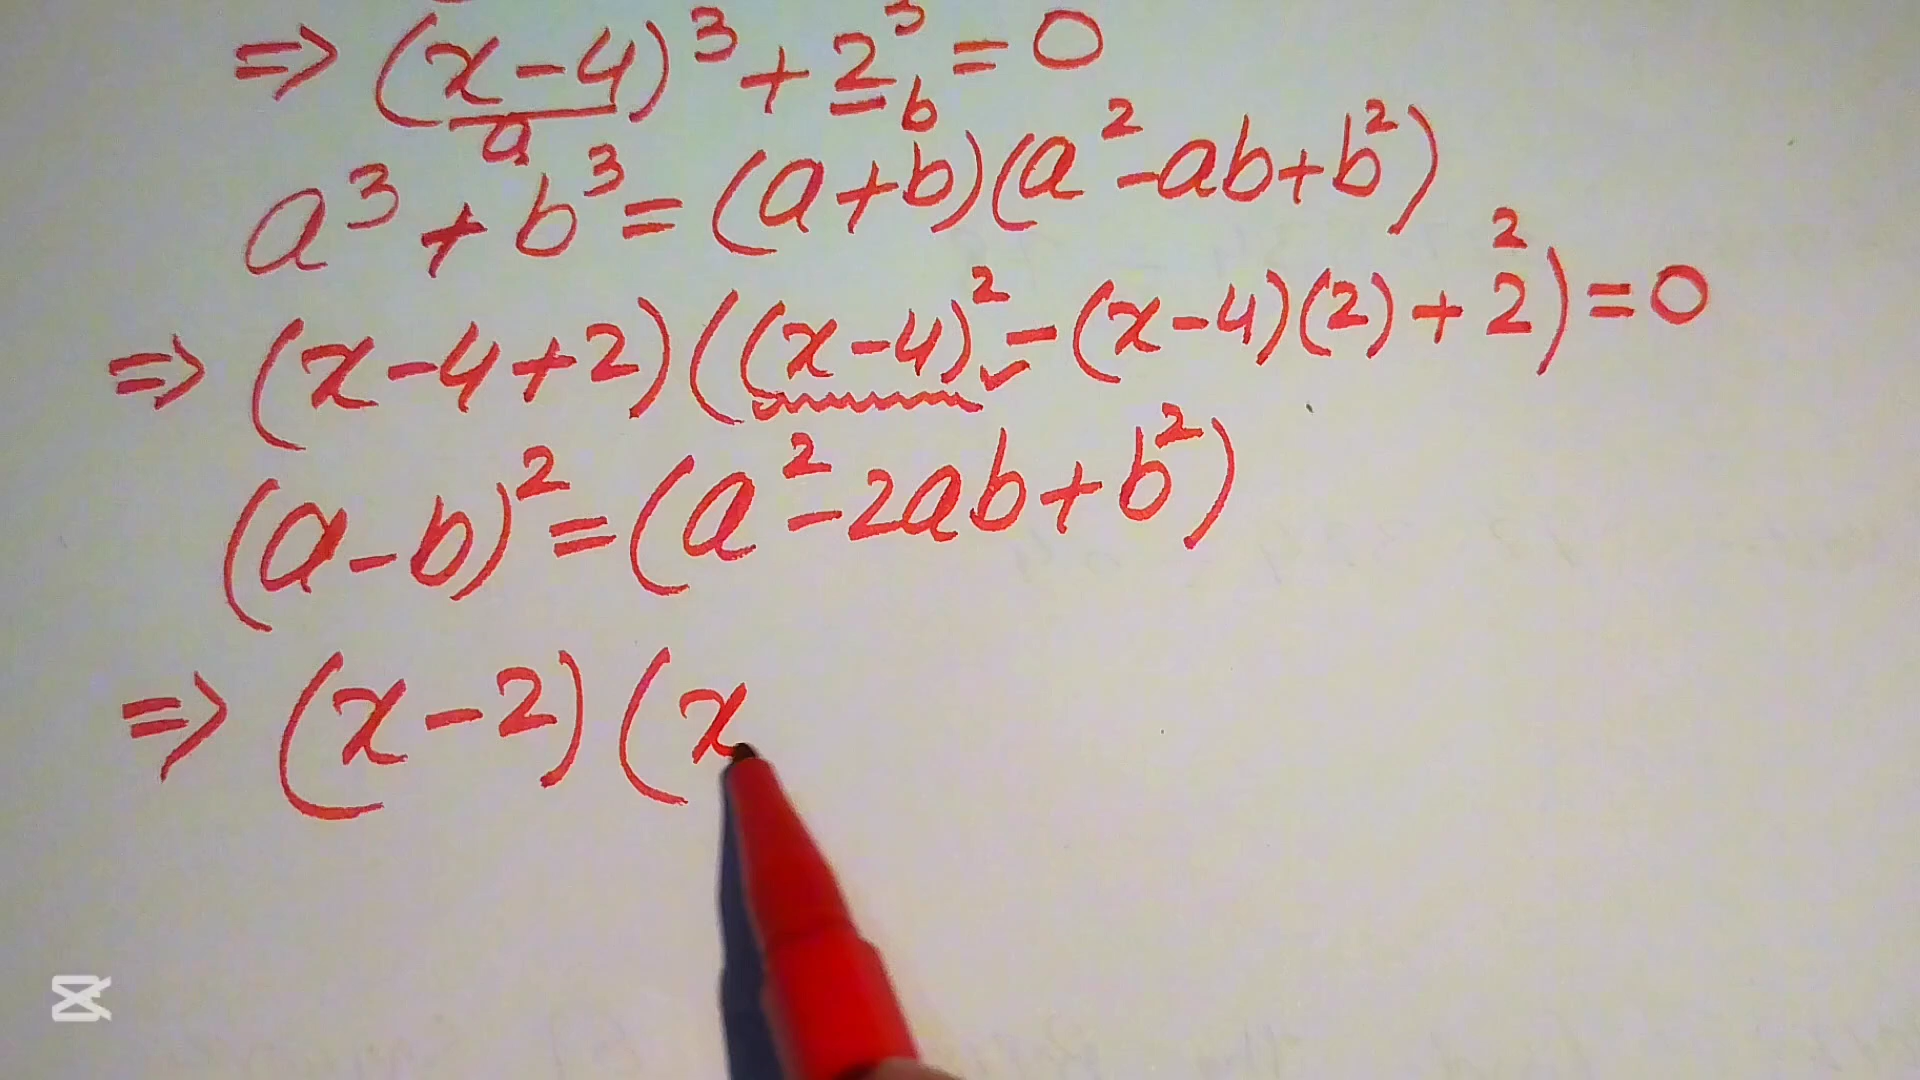 ⇒ (x-4)³ + 2³ = 0
a b
a³ + b³ = (a+b)(a²-ab+b²)
⇒ (x-4+2)((x-4)² - (x-4)(2) + 2²) = 0
(a-b)² = (a²-2ab+b²)
⇒ (x-2)(x